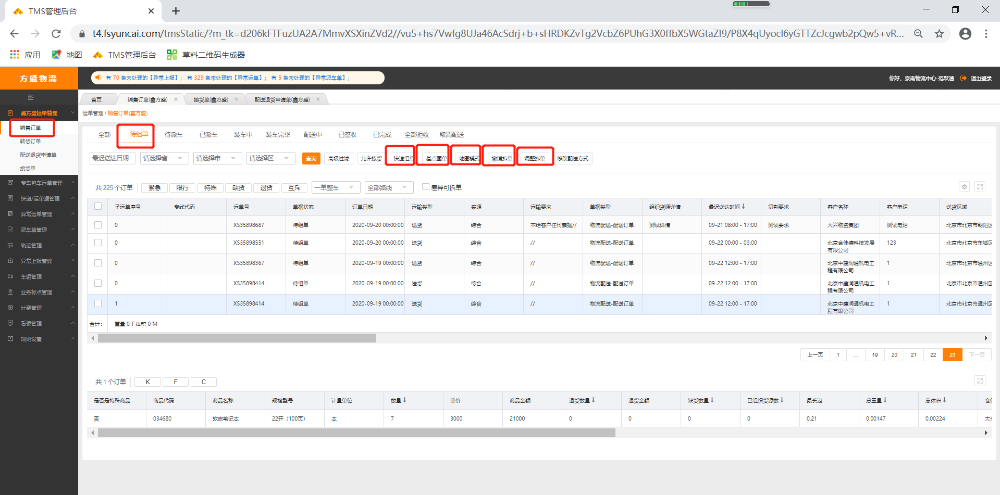 TMS管理后台
t4.fsyuncai.com/tmsStatic/?m_tk=d206kFTFuzUA2A7MmvXSXinZVd2//vu5+hs7Vwfg8UJa46AcSdrj+b+sHRDKZvTg2VcbZ6PUhG3X0ffbX5WGtaZI9/P8X4qUyocI6yGTTZcJcgwb2pQw5+vR...
应用 地图 TMS管理后台 草料二维码生成器
方盛物流 有 70 条未处理的【异常上报】; 有 329 条未处理的【异常运单】; 有 5 条未处理的【异常派车单】; 你好, 京南物流中心-范跃通 退出登录
首页 销售订单(鑫方盛) 接货单(鑫方盛) 配送退货申请单(鑫方盛)
运单管理 / 销售订单(鑫方盛)
鑫方盛运单管理
销售订单
转货订单
配送退货申请单
接货单
专车包车运单管理
快递/运单据管理
异常运单管理
派车单管理
轨迹管理
异常上报管理
车辆管理
业务标点管理
计费管理
看板管理
规则设置
全部 待组单 待派车 已派车 装车中 装车完毕 配送中 已签收 已完成 全部拒收 取消配送
最迟送达日期 请选择省 请选择市 请选择区 查询 高级过滤 允许拣货 快速组单 基点圈单 地图模式 撤销拆单 调整拆单 修改配送方式
共 225 个订单 紧急 限行 特殊 缺货 退货 互斥 一单整车 全部路线 差异可拆单
子运单序号 专线代码 运单号 单据状态 订单日期 运输类型 来源 运输要求 单据类型 组织货源详情 最迟送达时间 切割要求 客户名称 客户电话 送货区域
0 XS35898687 待组单 2020-09-20 00:00:00 送货 综合 不给客户任何票据// 物流配送-配送订单 测试详情 09-21 08:00 - 17:00 测试要求 大兴物资集团 测试电话 北京市北京市朝阳区
0 XS35898551 待组单 2020-09-20 00:00:00 送货 综合 // 物流配送-配送订单 09-22 00:00 - 03:00 北京金佳德科技发展有限公司 123 北京市北京市东城区
0 XS35898367 待组单 2020-09-19 00:00:00 送货 综合 // 物流配送-配送订单 09-22 12:00 - 17:00 北京中建润通机电工程有限公司 1 北京市北京市通州区
0 XS35898414 待组单 2020-09-19 00:00:00 送货 综合 // 物流配送-配送订单 09-22 12:00 - 17:00 北京中建润通机电工程有限公司 1 北京市北京市通州区
1 XS35898414 待组单 2020-09-19 00:00:00 送货 综合 // 物流配送-配送订单 09-22 12:00 - 17:00 北京中建润通机电工程有限公司 1 北京市北京市通州区
合计: 重量 0 T 体积 0 M
上一页 1 ... 19 20 21 22 23 下一页
共 1 个订单 K F C
是否是特殊商品 商品代码 商品名称 规格型号 计量单位 数量 单价 商品金额 退货数量 退货金额 缺货数量 已组织货源数 最长边 总重量 总体积
否 034680 软皮笔记本 22开（100页） 本 7 3000 21000 0 0 0 0 0.21 0.00147 0.00224